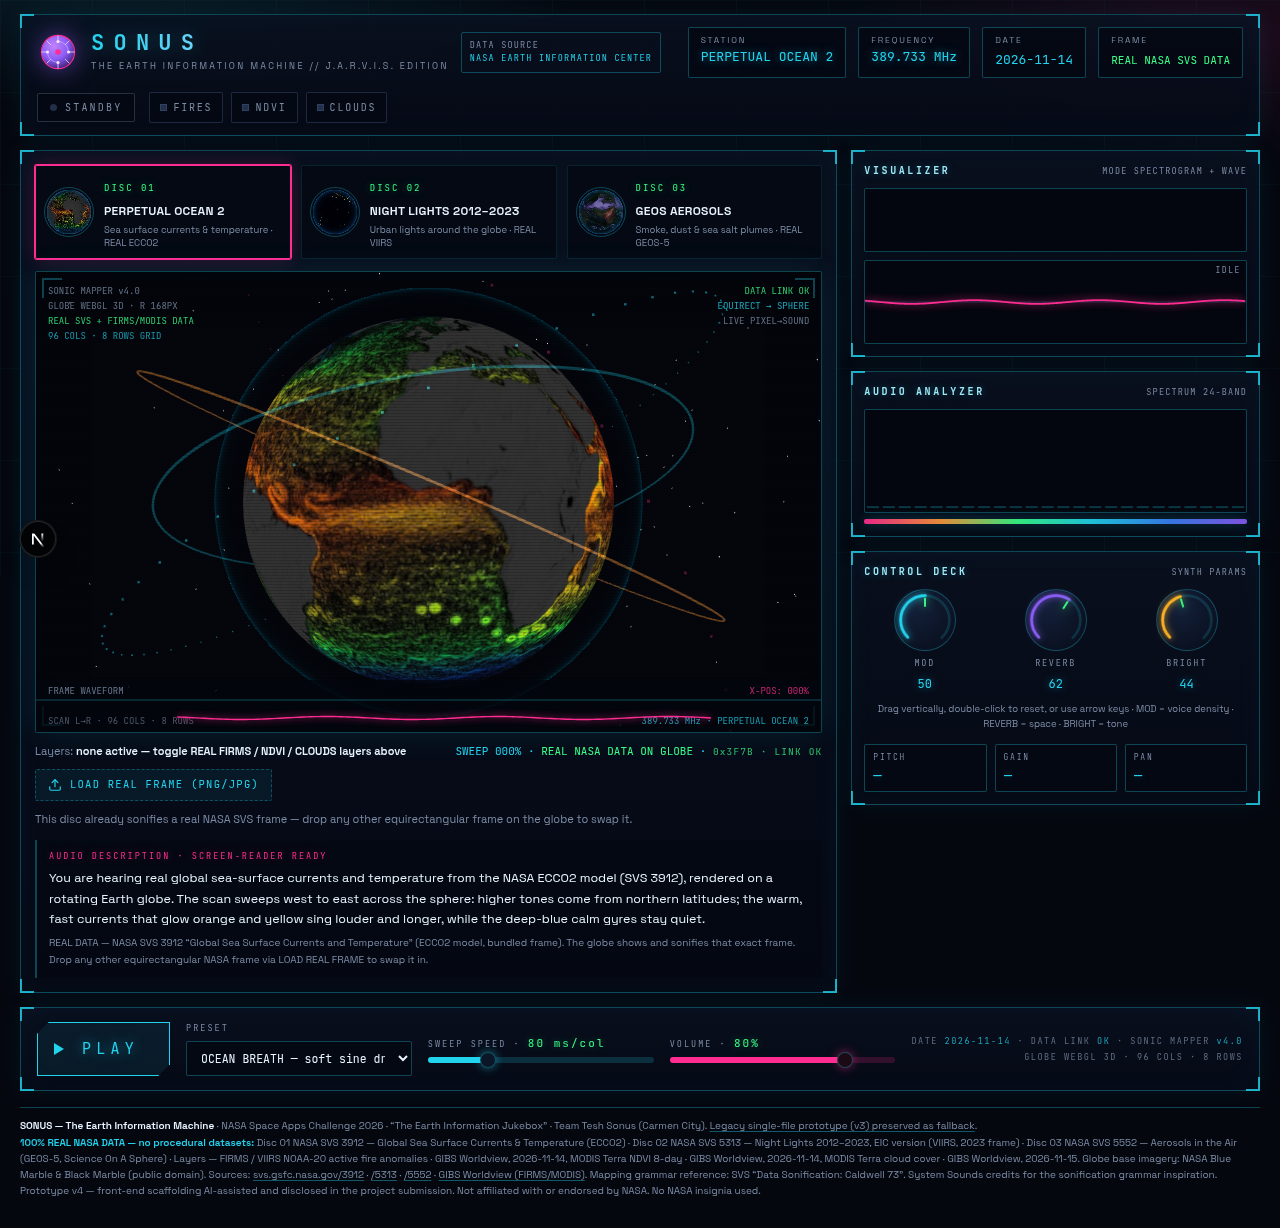 SONUS
THE EARTH INFORMATION MACHINE // J.A.R.V.I.S. EDITION
DATA SOURCE
NASA EARTH INFORMATION CENTER
STATION
PERPETUAL OCEAN 2
FREQUENCY
389.733 MHz
DATE
2026-11-14
FRAME
REAL NASA SVS DATA
STANDBY
FIRES
NDVI
CLOUDS
DISC 01
PERPETUAL OCEAN 2
Sea surface currents & temperature ·
REAL ECCO2
DISC 02
NIGHT LIGHTS 2012–2023
Urban lights around the globe · REAL
VIIRS
DISC 03
GEOS AEROSOLS
Smoke, dust & sea salt plumes · REAL
GEOS-5
SONIC MAPPER v4.0
GLOBE WEBGL 3D · R 168PX
REAL SVS + FIRMS/MODIS DATA
96 COLS · 8 ROWS GRID
DATA LINK OK
EQUIRECT → SPHERE
LIVE PIXEL→SOUND
FRAME WAVEFORM
X-POS: 000%
SCAN L→R · 96 COLS · 8 ROWS
389.733 MHz · PERPETUAL OCEAN 2
Layers: none active — toggle REAL FIRMS / NDVI / CLOUDS layers above
SWEEP 000% · REAL NASA DATA ON GLOBE · 0x3F7B · LINK OK
LOAD REAL FRAME (PNG/JPG)
This disc already sonifies a real NASA SVS frame — drop any other equirectangular frame on the globe to swap it.
AUDIO DESCRIPTION · SCREEN-READER READY
You are hearing real global sea-surface currents and temperature from the NASA ECCO2 model (SVS 3912), rendered on a
rotating Earth globe. The scan sweeps west to east across the sphere: higher tones come from northern latitudes; the warm,
fast currents that glow orange and yellow sing louder and longer, while the deep-blue calm gyres stay quiet.
REAL DATA — NASA SVS 3912 "Global Sea Surface Currents and Temperature" (ECCO2 model, bundled frame). The globe shows and sonifies that exact frame.
Drop any other equirectangular NASA frame via LOAD REAL FRAME to swap it in.
VISUALIZER
MODE SPECTROGRAM + WAVE
IDLE
AUDIO ANALYZER
SPECTRUM 24-BAND
CONTROL DECK
SYNTH PARAMS
MOD
50
REVERB
62
BRIGHT
44
Drag vertically, double-click to reset, or use arrow keys · MOD = voice density ·
REVERB = space · BRIGHT = tone
PITCH
—
GAIN
—
PAN
—
PLAY
PRESET
OCEAN BREATH — soft sine dr
SWEEP SPEED · 80 ms/col
VOLUME · 80%
DATE 2026-11-14 · DATA LINK OK · SONIC MAPPER v4.0
GLOBE WEBGL 3D · 96 COLS · 8 ROWS
SONUS — The Earth Information Machine · NASA Space Apps Challenge 2026 · "The Earth Information Jukebox" · Team Tesh Sonus (Carmen City). Legacy single-file prototype (v3) preserved as fallback.
100% REAL NASA DATA — no procedural datasets: Disc 01 NASA SVS 3912 — Global Sea Surface Currents & Temperature (ECCO2) · Disc 02 NASA SVS 5313 — Night Lights 2012–2023, EIC version (VIIRS, 2023 frame) · Disc 03 NASA SVS 5552 — Aerosols in the Air
(GEOS-5, Science On A Sphere) · Layers — FIRMS / VIIRS NOAA-20 active fire anomalies · GIBS Worldview, 2026-11-14, MODIS Terra NDVI 8-day · GIBS Worldview, 2026-11-14, MODIS Terra cloud cover · GIBS Worldview, 2026-11-15. Globe base imagery: NASA Blue
Marble & Black Marble (public domain). Sources: svs.gsfc.nasa.gov/3912 · /5313 · /5552 · GIBS Worldview (FIRMS/MODIS). Mapping grammar reference: SVS "Data Sonification: Caldwell 73". System Sounds credits for the sonification grammar inspiration.
Prototype v4 — front-end scaffolding AI-assisted and disclosed in the project submission. Not affiliated with or endorsed by NASA. No NASA insignia used.